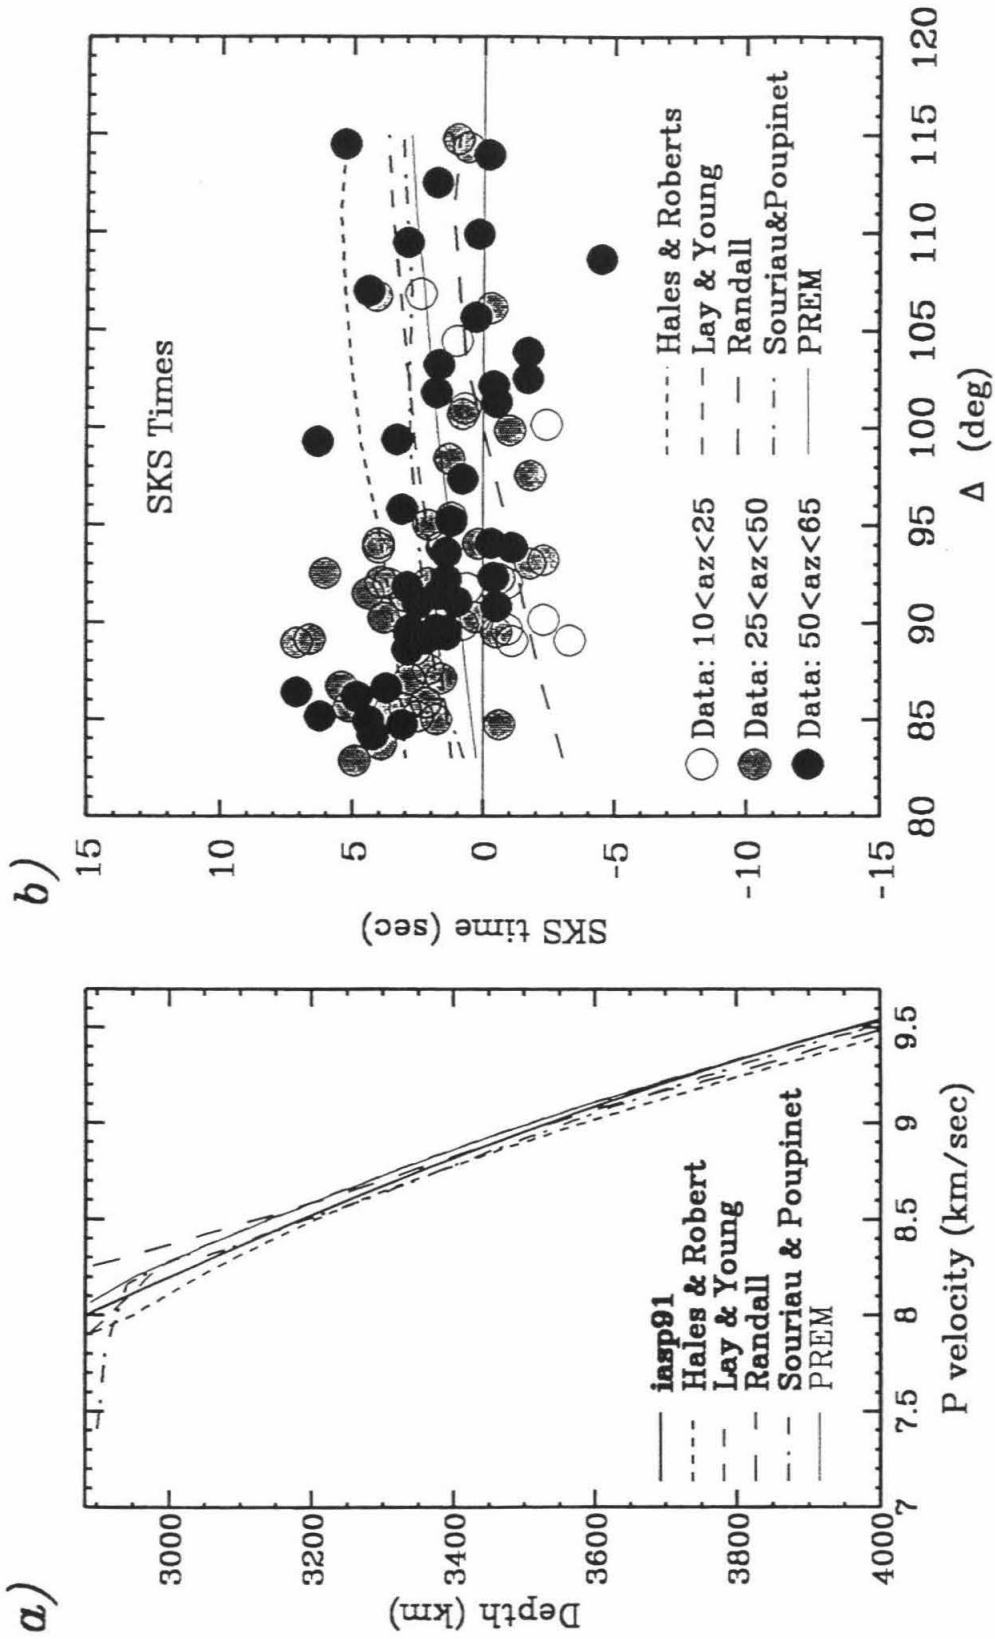 a)
Depth (km)
3000
3200
3400
3600
3800
4000
7
7.5
8
8.5
9
9.5
P velocity (km/sec)
iasp91
Hales & Robert
Lay & Young
Randall
Souriau & Poupinet
PREM
b)
SKS Times
SKS time (sec)
15
10
5
0
-5
-10
-15
80
85
90
95
100
105
110
115
120
Δ (deg)
Data: 10<az<25
Data: 25<az<50
Data: 50<az<65
Hales & Roberts
Lay & Young
Randall
Souriau&Poupinet
PREM